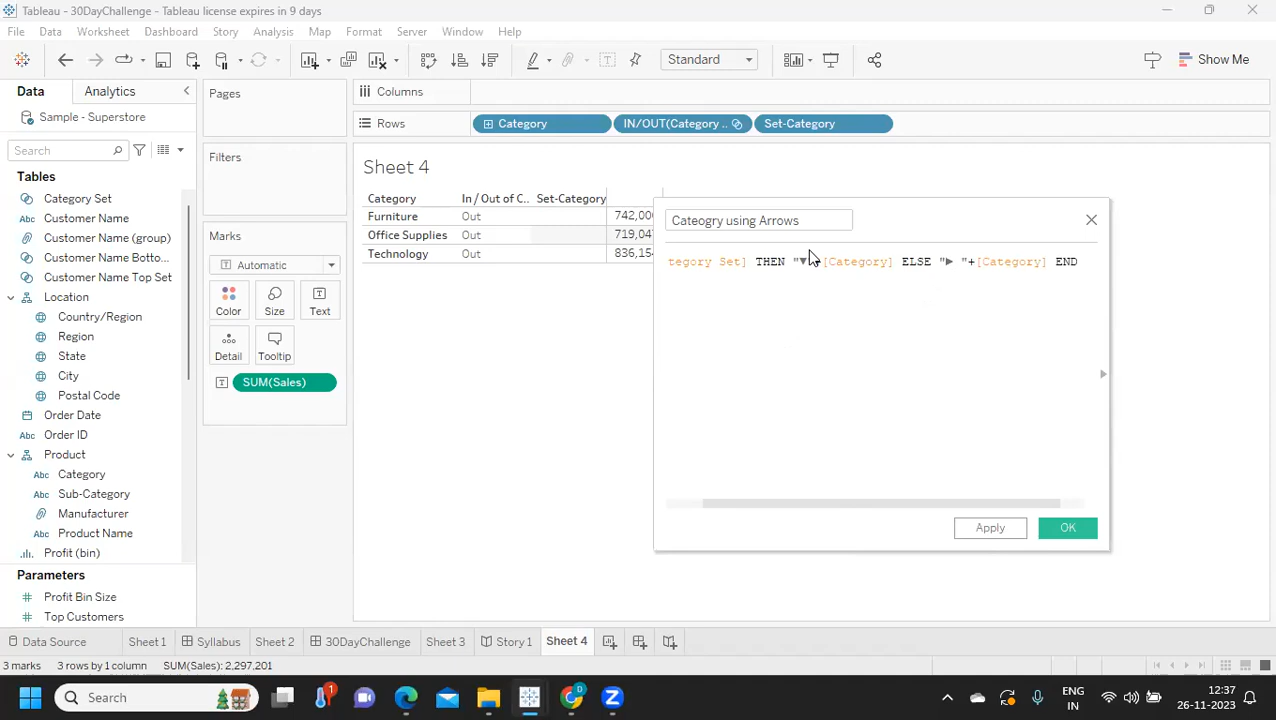 Tableau - 30DayChallenge - Tableau license expires in 9 days
File Data Worksheet Dashboard Story Analysis Map Format Server Window Help
Standard
Show Me
Data Analytics
Sample - Superstore
Search
Tables
Category Set
Customer Name
Customer Name (group)
Customer Name Botto...
Customer Name Top Set
Location
Country/Region
Region
State
City
Postal Code
Order Date
Order ID
Product
Category
Sub-Category
Manufacturer
Product Name
Profit (bin)
Parameters
Profit Bin Size
Top Customers
Pages
Filters
Marks
Automatic
Color Size Text
Detail Tooltip
SUM(Sales)
Columns
Rows Category IN/OUT(Category .. Set-Category
Sheet 4
Category In / Out of C.. Set-Category
Furniture Out 742,00
Office Supplies Out 719,04
Technology Out 836,15
Cateogry using Arrows
tegory Set] THEN "▼ [Category] ELSE "► "+[Category] END
Apply OK
Data Source Sheet 1 Syllabus Sheet 2 30DayChallenge Sheet 3 Story 1 Sheet 4
3 marks 3 rows by 1 column SUM(Sales): 2,297,201
Search
1
D
ENG
IN
12:37
26-11-2023